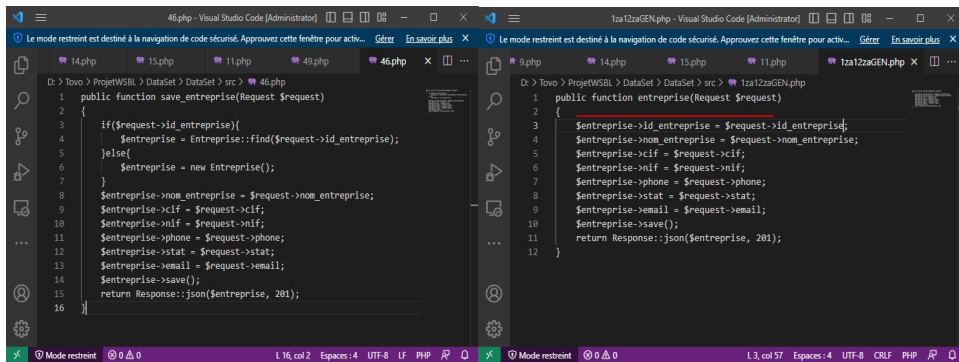 46.php - Visual Studio Code [Administrator]
Le mode restreint est destiné à la navigation de code sécurisé. Approuvez cette fenêtre pour activ... Gérer En savoir plus
14.php 15.php 11.php 49.php 46.php
D: > Tovo > ProjetWSBL > DataSet > DataSet > src > 46.php
1 public function save_entreprise(Request $request)
2 {
3 if($request->id_entreprise){
4 $entreprise = Entreprise::find($request->id_entreprise);
5 }else{
6 $entreprise = new Entreprise();
7 }
8 $entreprise->nom_entreprise = $request->nom_entreprise;
9 $entreprise->cif = $request->cif;
10 $entreprise->nif = $request->nif;
11 $entreprise->phone = $request->phone;
12 $entreprise->stat = $request->stat;
13 $entreprise->email = $request->email;
14 $entreprise->save();
15 return Response::json($entreprise, 201);
16 }
Mode restreint 0 0 L 16, col 2 Espaces : 4 UTF-8 LF PHP
1za12zaGEN.php - Visual Studio Code [Administrator]
Le mode restreint est destiné à la navigation de code sécurisé. Approuvez cette fenêtre pour activ... Gérer En savoir plus
9.php 14.php 15.php 11.php 1za12zaGEN.php
D: > Tovo > ProjetWSBL > DataSet > DataSet > src > 1za12zaGEN.php
1 public function entreprise(Request $request)
2 {
3 $entreprise->id_entreprise = $request->id_entreprise;
4 $entreprise->nom_entreprise = $request->nom_entreprise;
5 $entreprise->cif = $request->cif;
6 $entreprise->nif = $request->nif;
7 $entreprise->phone = $request->phone;
8 $entreprise->stat = $request->stat;
9 $entreprise->email = $request->email;
10 $entreprise->save();
11 return Response::json($entreprise, 201);
12 }
Mode restreint 0 0 L 3, col 57 Espaces : 4 UTF-8 CRLF PHP